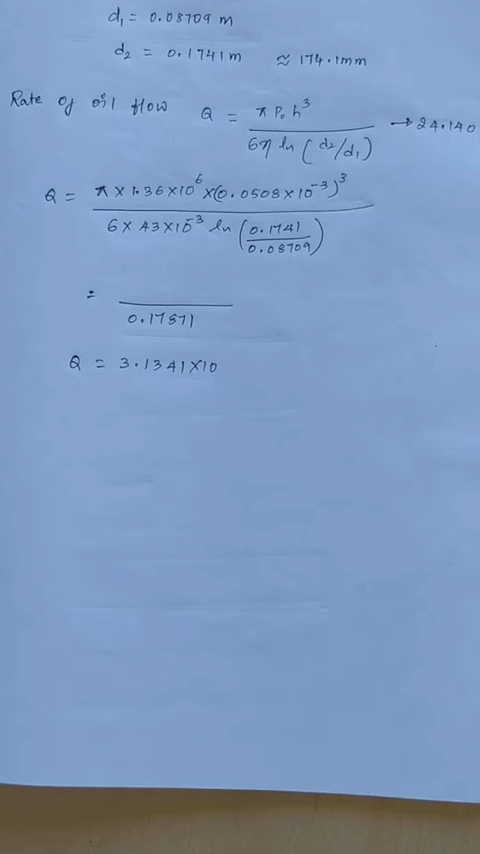 d₁ = 0.08709 m
d₂ = 0.1741m ≈ 174.1mm
Rate of oil flow Q = π P₀ h³ / 6η ln (d₂/d₁) → 24.140
Q = π × 1.36×10⁶ × (0.0508×10⁻³)³ / 6 × 43×10⁻³ ln (0.1741 / 0.08709)
= ____ / 0.17871
Q = 3.1341×10